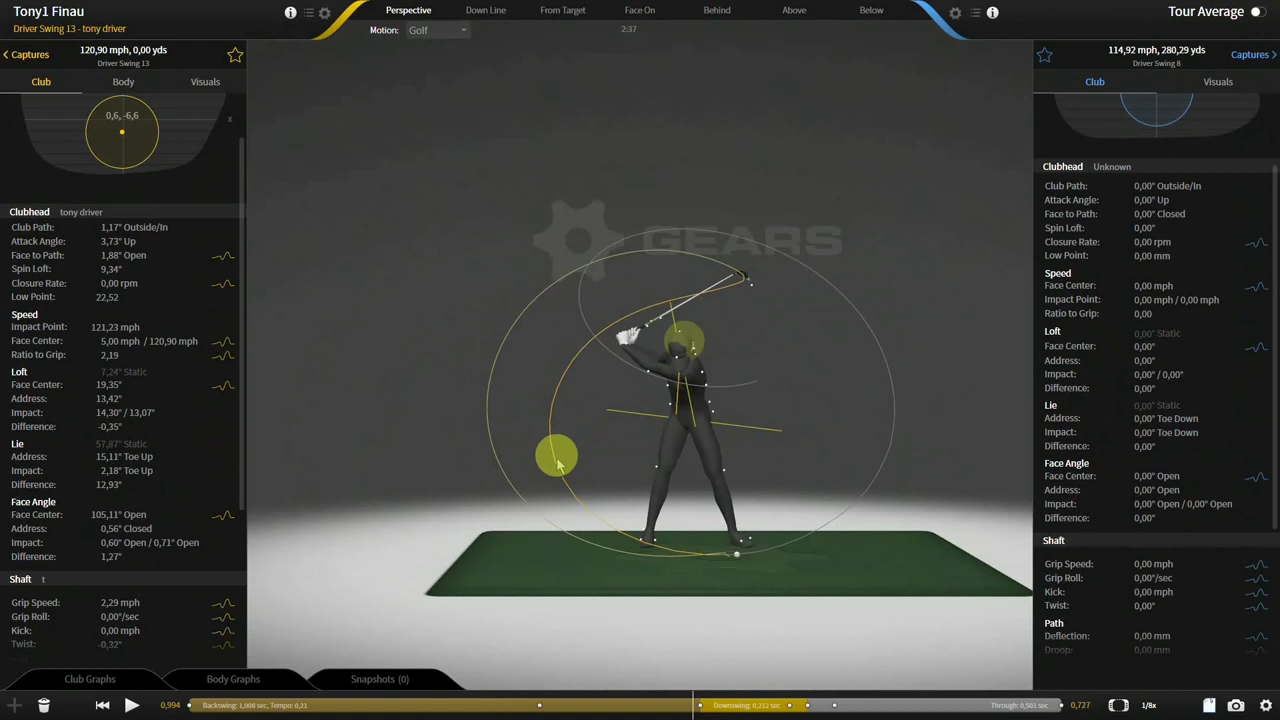 Tony1 Finau
Driver Swing 13 - tony driver
Perspective
Down Line
From Target
Face On
Behind
Above
Below
Tour Average
Motion: Golf
2:37
Captures
120,90 mph, 0,00 yds
Driver Swing 13
114,92 mph, 280,29 yds
Driver Swing 8
Captures
Club
Body
Visuals
Club
Visuals
0,6, -6,6
x
GEARS
Clubhead tony driver
Club Path: 1,17° Outside/In
Attack Angle: 3,73° Up
Face to Path: 1,88° Open
Spin Loft: 9,34°
Closure Rate: 0,00 rpm
Low Point: 22,52
Speed
Impact Point: 121,23 mph
Face Center: 5,00 mph / 120,90 mph
Ratio to Grip: 2,19
Loft 7,24° Static
Face Center: 19,35°
Address: 13,42°
Impact: 14,30° / 13,07°
Difference: -0,35°
Lie 57,87° Static
Address: 15,11° Toe Up
Impact: 2,18° Toe Up
Difference: 12,93°
Face Angle
Face Center: 105,11° Open
Address: 0,56° Closed
Impact: 0,60° Open / 0,71° Open
Difference: 1,27°
Shaft t
Grip Speed: 2,29 mph
Grip Roll: 0,00°/sec
Kick: 0,00 mph
Twist: -0,32°
Clubhead Unknown
Club Path: 0,00° Outside/In
Attack Angle: 0,00° Up
Face to Path: 0,00° Closed
Spin Loft: 0,00°
Closure Rate: 0,00 rpm
Low Point: 0,00 mm
Speed
Face Center: 0,00 mph
Impact Point: 0,00 mph / 0,00 mph
Ratio to Grip: 0,00
Loft 0,00° Static
Face Center: 0,00°
Address: 0,00°
Impact: 0,00° / 0,00°
Difference: 0,00°
Lie 0,00° Static
Address: 0,00° Toe Down
Impact: 0,00° Toe Down
Difference: 0,00°
Face Angle
Face Center: 0,00° Open
Address: 0,00° Open
Impact: 0,00° Open / 0,00° Open
Difference: 0,00°
Shaft
Grip Speed: 0,00 mph
Grip Roll: 0,00°/sec
Kick: 0,00 mph
Twist: 0,00°
Path
Deflection: 0,00 mm
Droop: 0,00 mm
Club Graphs
Body Graphs
Snapshots (0)
0,994
Backswing: 1,008 sec, Tempo: 0,21
Downswing: 0,212 sec
Through: 0,503 sec
0,727
1/8x